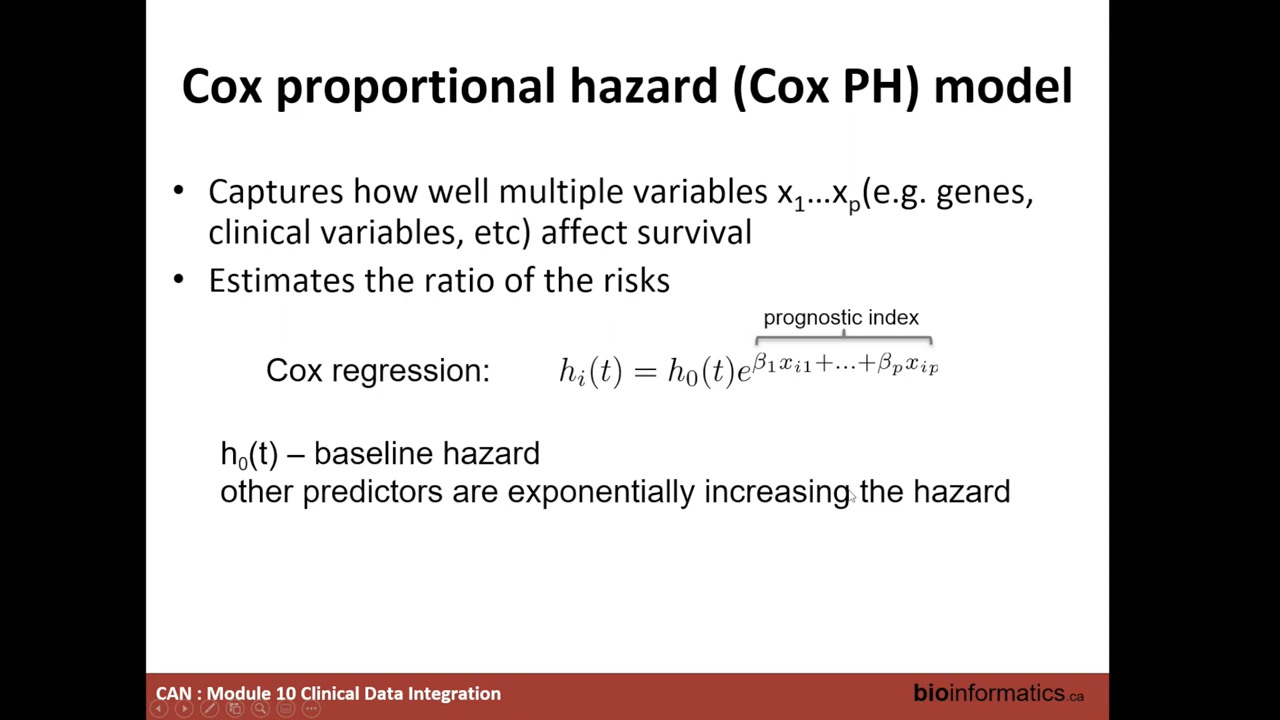 Cox proportional hazard (Cox PH) model
• Captures how well multiple variables x₁…xₚ(e.g. genes,
clinical variables, etc) affect survival
• Estimates the ratio of the risks
prognostic index
Cox regression: hᵢ(t) = h₀(t)e^{β₁xᵢ₁+...+βₚxᵢₚ}
h₀(t) – baseline hazard
other predictors are exponentially increasing the hazard
CAN : Module 10 Clinical Data Integration
bioinformatics.ca